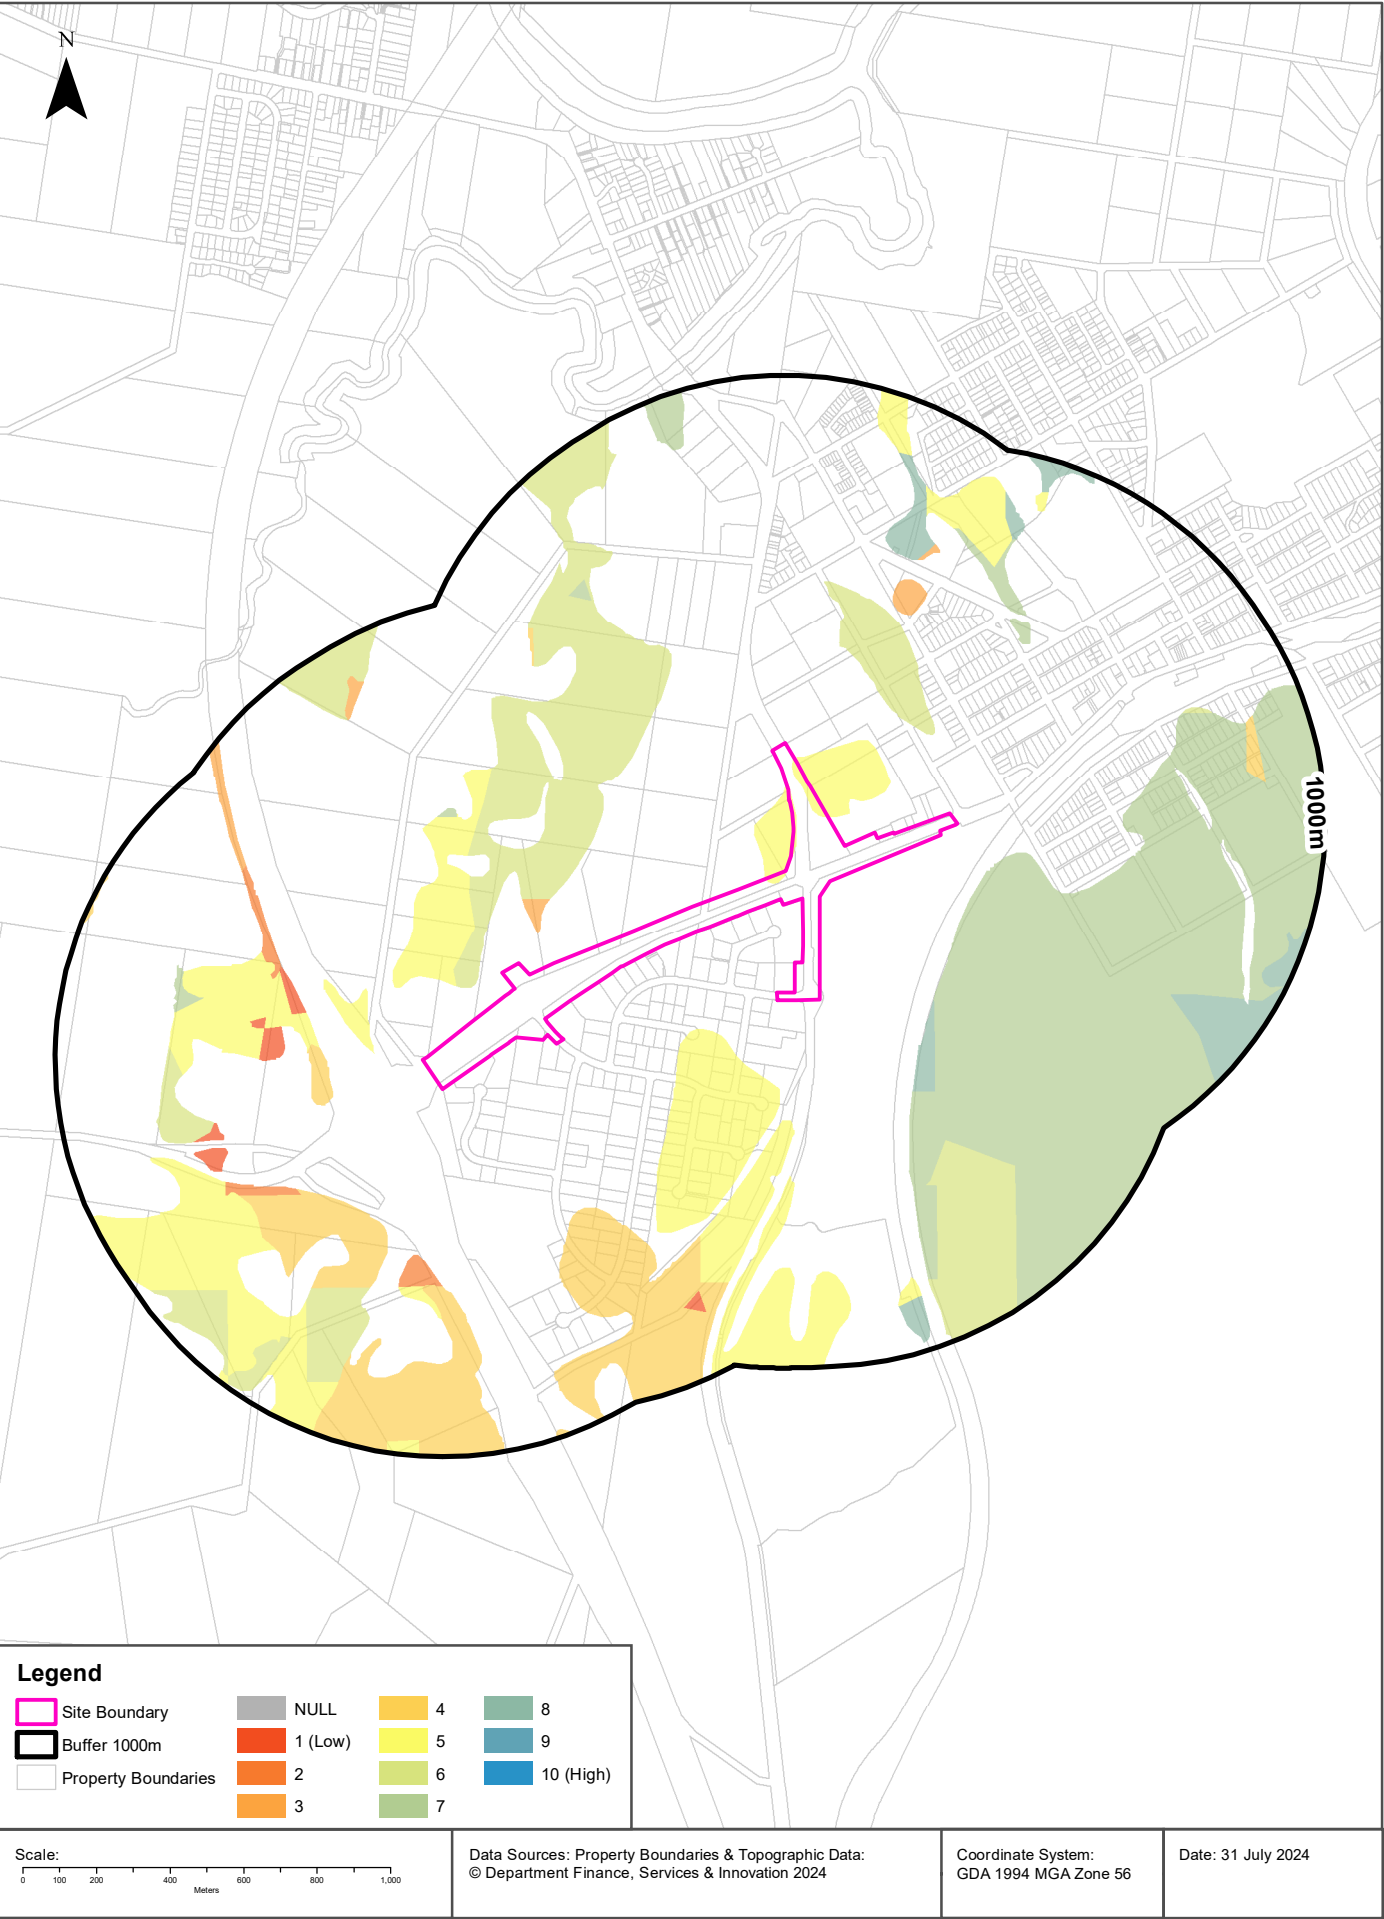 N
1000m
Legend
Site Boundary
Buffer 1000m
Property Boundaries
NULL
1 (Low)
2
3
4
5
6
7
8
9
10 (High)
Scale:
0 100 200 400 600 800 1,000
Meters
Data Sources: Property Boundaries & Topographic Data:
© Department Finance, Services & Innovation 2024
Coordinate System:
GDA 1994 MGA Zone 56
Date: 31 July 2024